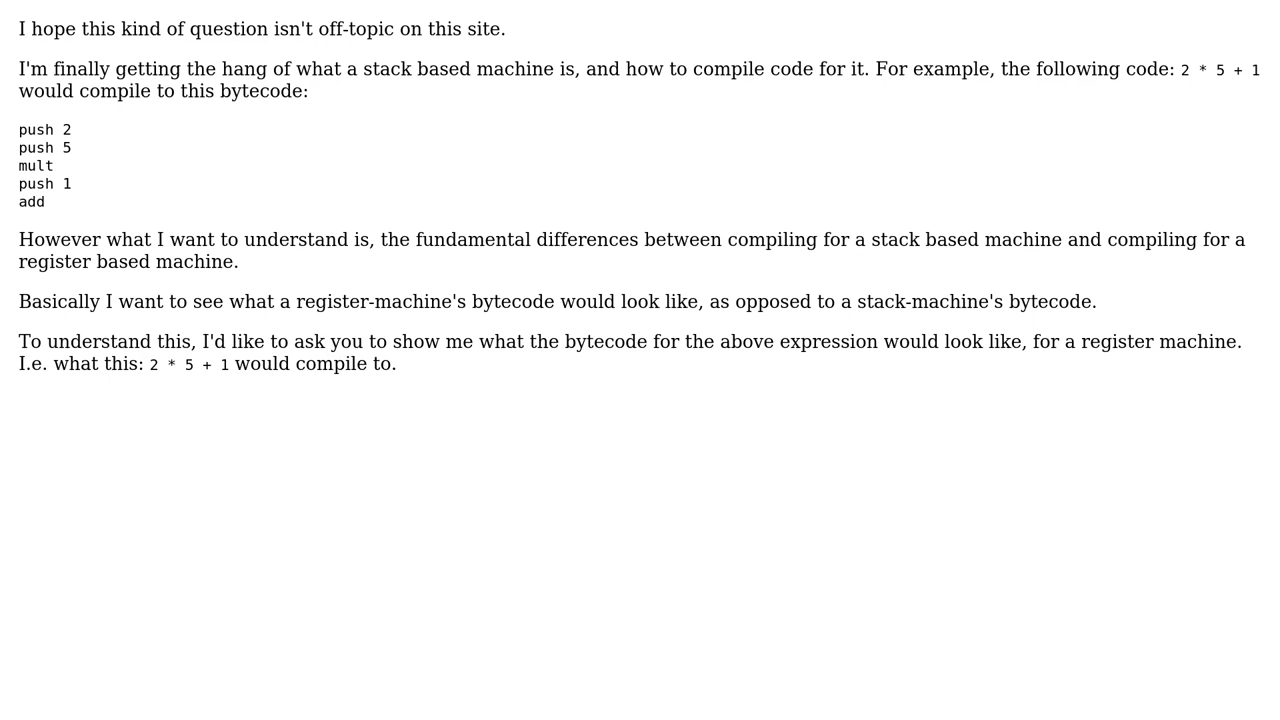 I hope this kind of question isn't off-topic on this site.
I'm finally getting the hang of what a stack based machine is, and how to compile code for it. For example, the following code: 2 * 5 + 1
would compile to this bytecode:
push 2
push 5
mult
push 1
add
However what I want to understand is, the fundamental differences between compiling for a stack based machine and compiling for a
register based machine.
Basically I want to see what a register-machine's bytecode would look like, as opposed to a stack-machine's bytecode.
To understand this, I'd like to ask you to show me what the bytecode for the above expression would look like, for a register machine.
I.e. what this: 2 * 5 + 1 would compile to.